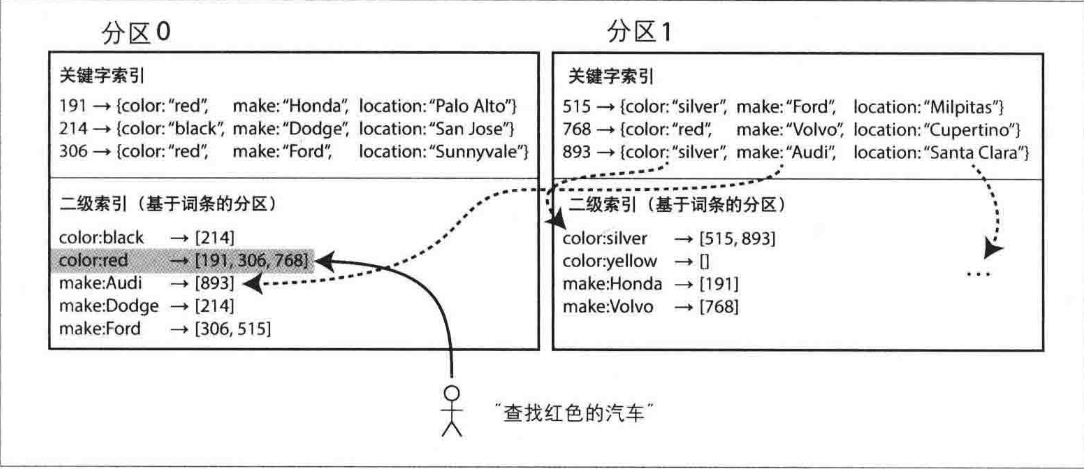 分区 0
关键字索引
191 → {color: “red”, make: “Honda”, location: “Palo Alto”}
214 → {color: “black”, make: “Dodge”, location: “San Jose”}
306 → {color: “red”, make: “Ford”, location: “Sunnyvale”}
二级索引（基于词条的分区）
color:black → [214]
color:red → [191, 306, 768]
make:Audi → [893]
make:Dodge → [214]
make:Ford → [306, 515]
分区 1
关键字索引
515 → {color: “silver”, make: “Ford”, location: “Milpitas”}
768 → {color: “red”, make: “Volvo”, location: “Cupertino”}
893 → {color: “silver”, make: “Audi”, location: “Santa Clara”}
二级索引（基于词条的分区）
color:silver → [515, 893]
color:yellow → []
make:Honda → [191]
make:Volvo → [768]
...
“查找红色的汽车”